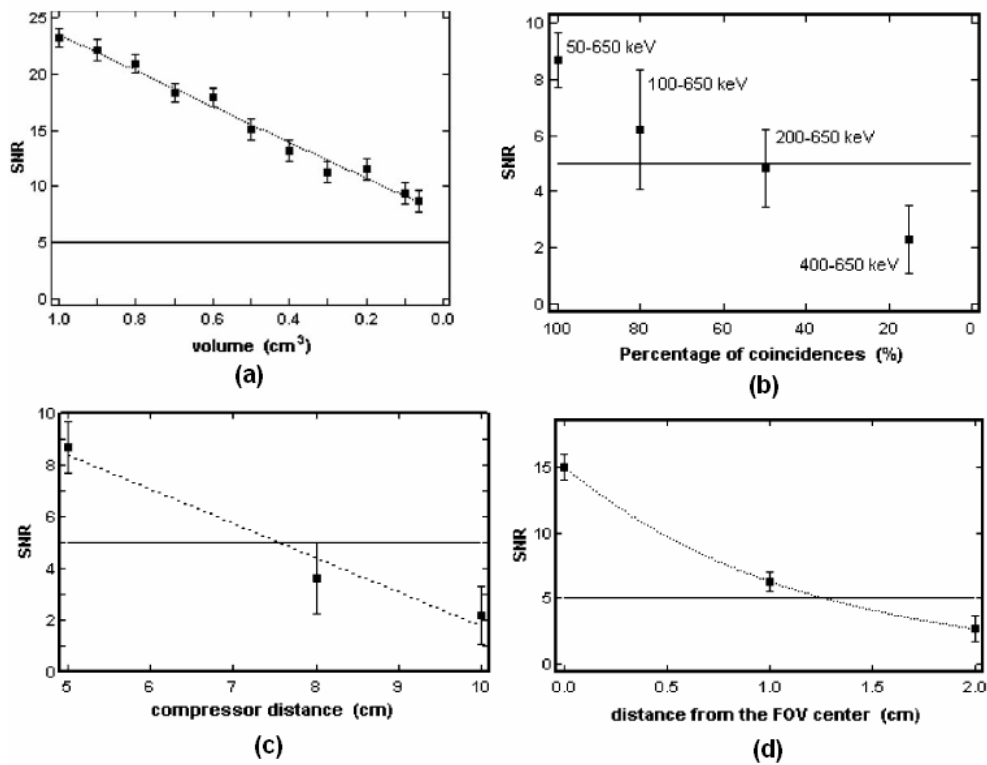 25
20
15
10
5
0
SNR
1.0 0.8 0.6 0.4 0.2 0.0
volume (cm³)
(a)
10
8
6
4
2
0
SNR
50-650 keV
100-650 keV
200-650 keV
400-650 keV
100 80 60 40 20 0
Percentage of coincidences (%)
(b)
10
8
6
4
2
0
SNR
5 6 7 8 9 10
compressor distance (cm)
(c)
15
10
5
0
SNR
0.0 0.5 1.0 1.5 2.0
distance from the FOV center (cm)
(d)